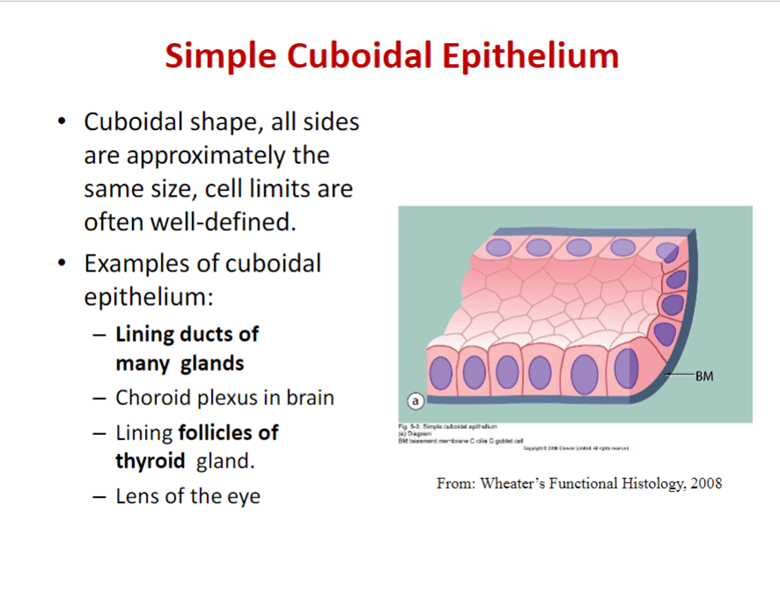 Simple Cuboidal Epithelium
• Cuboidal shape, all sides
are approximately the
same size, cell limits are
often well-defined.
• Examples of cuboidal
epithelium:
– Lining ducts of
many glands
– Choroid plexus in brain
– Lining follicles of
thyroid gland.
– Lens of the eye
BM
a
Fig. 5-2. Simple cuboidal epithelium
(a) Diagram
BM basement membrane C cilia G goblet cell
Copyright © 2006 Elsevier Limited. All rights reserved.
From: Wheater’s Functional Histology, 2008